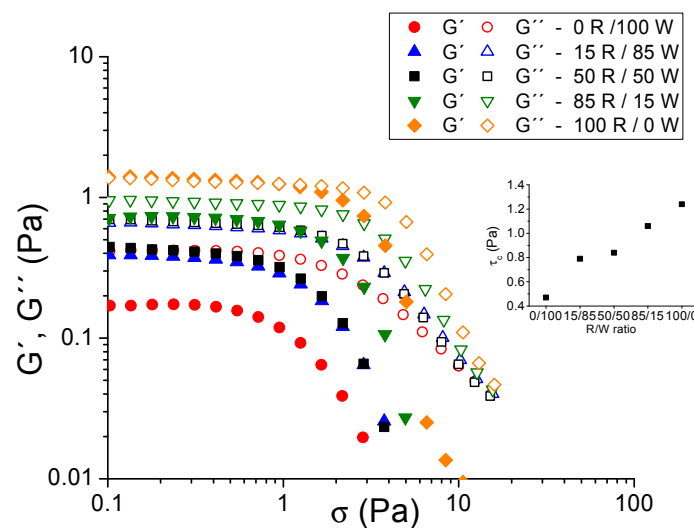 G´ G´´ - 0 R /100 W
G´ G´´ - 15 R / 85 W
G´ G´´ - 50 R / 50 W
G´ G´´ - 85 R / 15 W
G´ G´´ - 100 R / 0 W
10
1
0.1
0.01
G´, G´´ (Pa)
0.1
1
10
100
σ (Pa)
1.4
1.2
1.0
0.8
0.6
0.4
τc (Pa)
0/100 15/85 50/50 85/15 100/0
R/W ratio